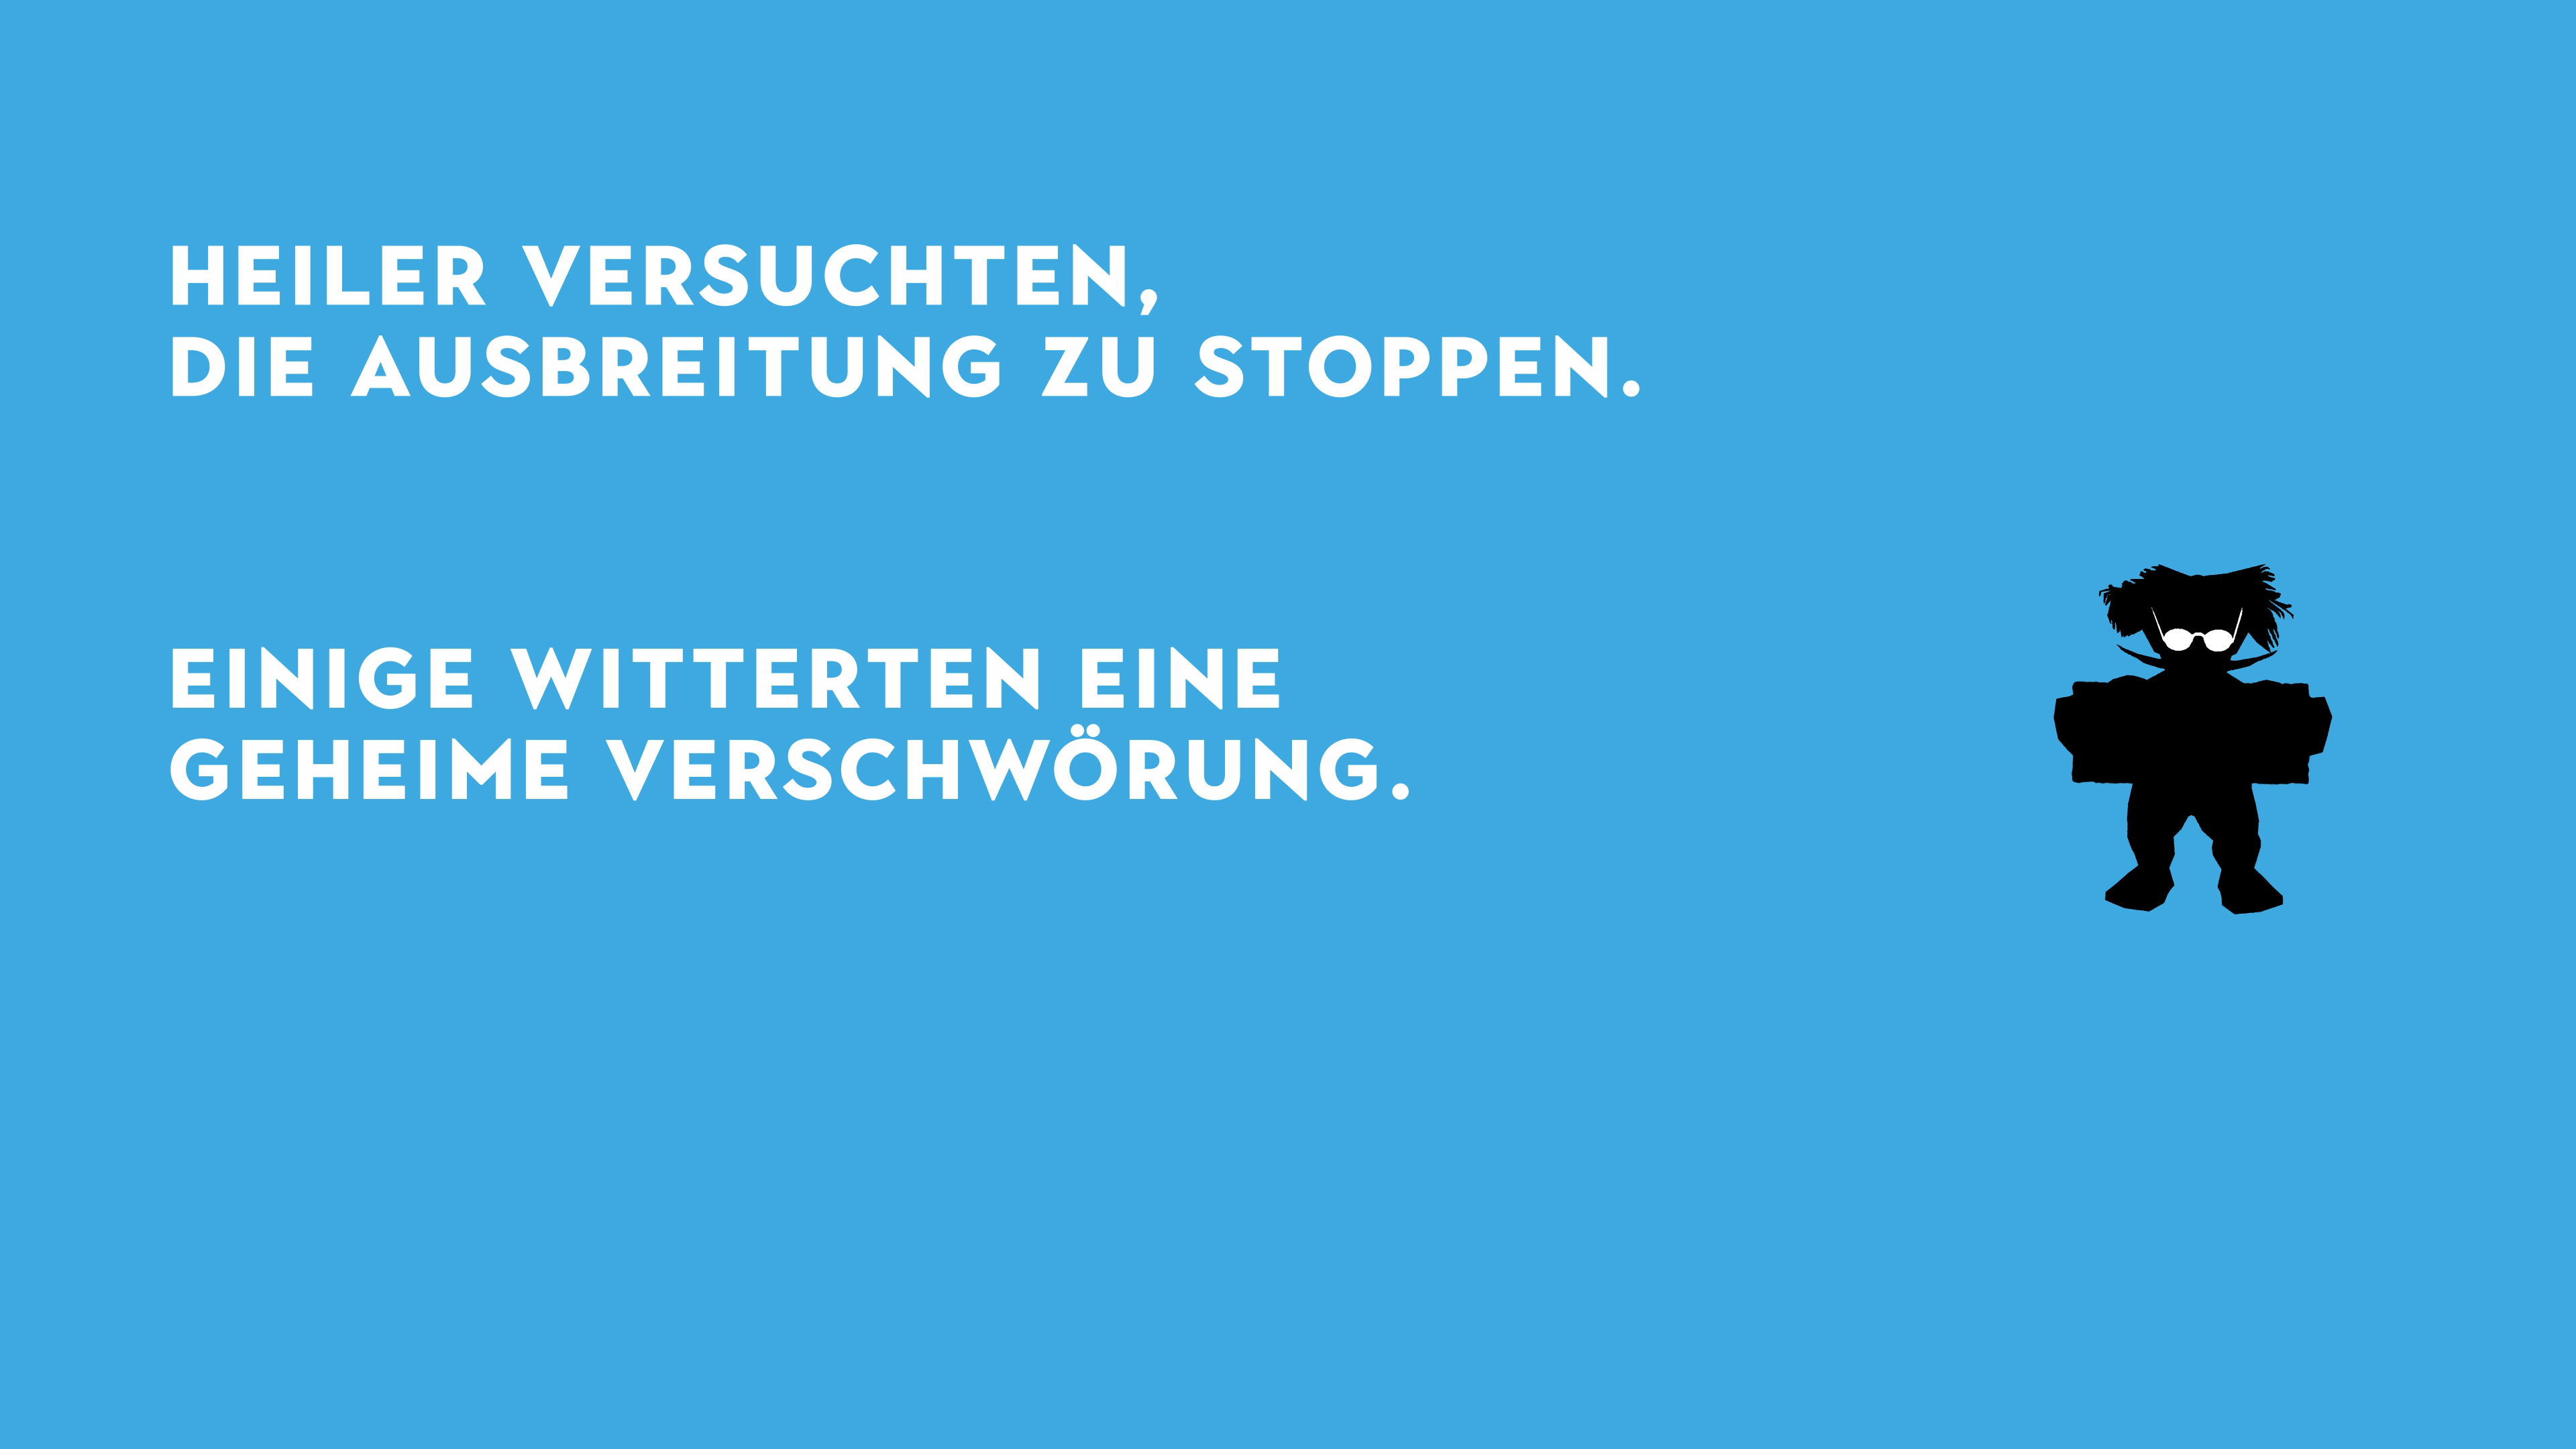 HEILER VERSUCHTEN,
DIE AUSBREITUNG ZU STOPPEN.
EINIGE WITTERTEN EINE
GEHEIME VERSCHWÖRUNG.